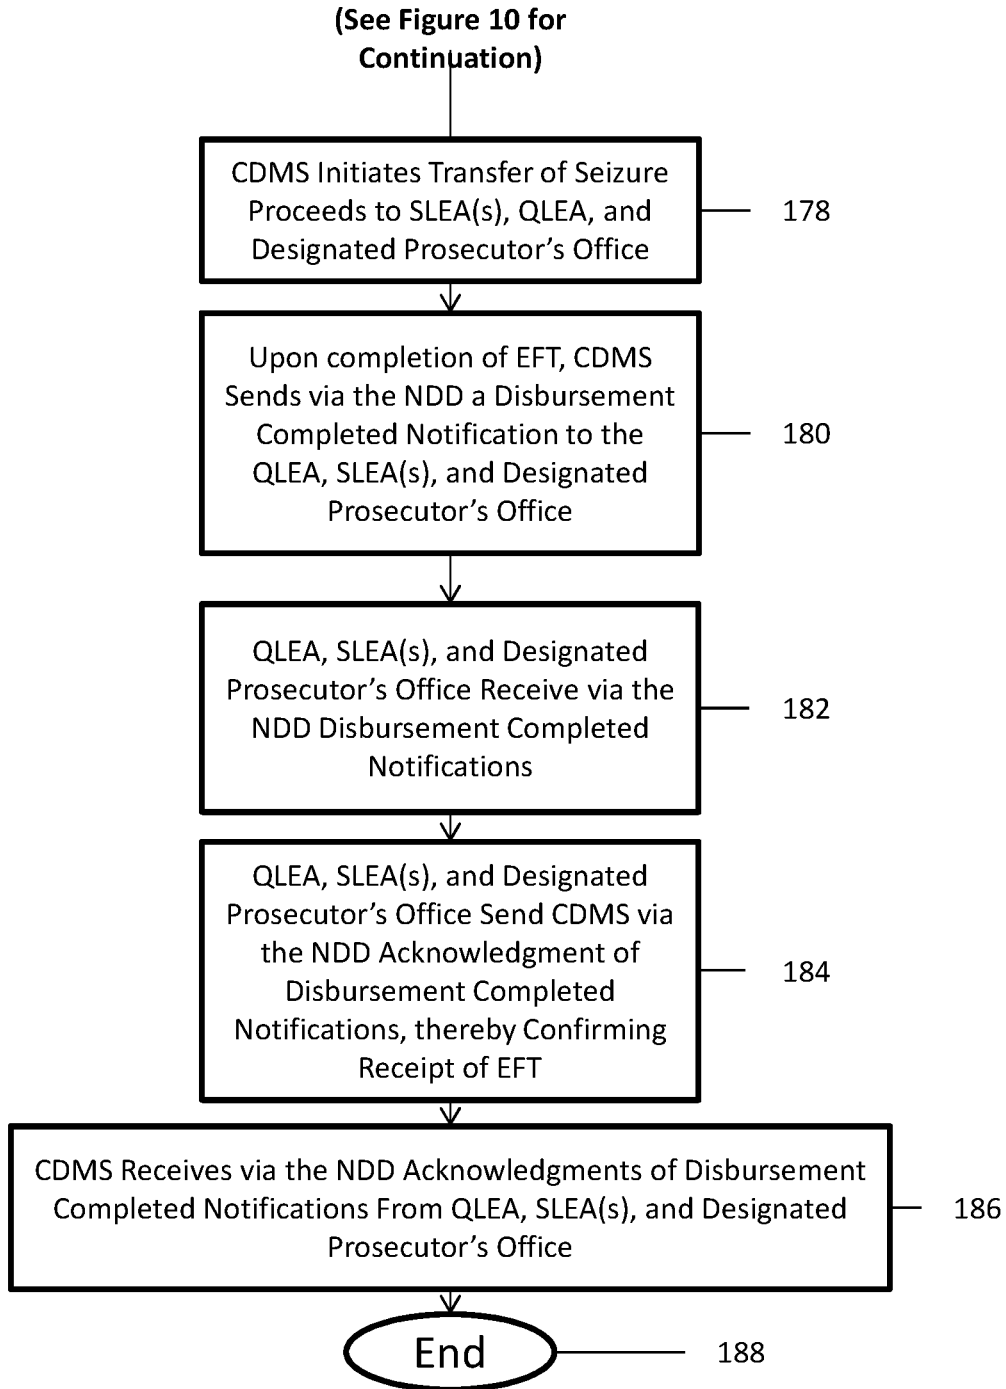 (See Figure 10 for
Continuation)
CDMS Initiates Transfer of Seizure
Proceeds to SLEA(s), QLEA, and
Designated Prosecutor’s Office
178
Upon completion of EFT, CDMS
Sends via the NDD a Disbursement
Completed Notification to the
QLEA, SLEA(s), and Designated
Prosecutor’s Office
180
QLEA, SLEA(s), and Designated
Prosecutor’s Office Receive via the
NDD Disbursement Completed
Notifications
182
QLEA, SLEA(s), and Designated
Prosecutor’s Office Send CDMS via
the NDD Acknowledgment of
Disbursement Completed
Notifications, thereby Confirming
Receipt of EFT
184
CDMS Receives via the NDD Acknowledgments of Disbursement
Completed Notifications From QLEA, SLEA(s), and Designated
Prosecutor’s Office
186
End
188